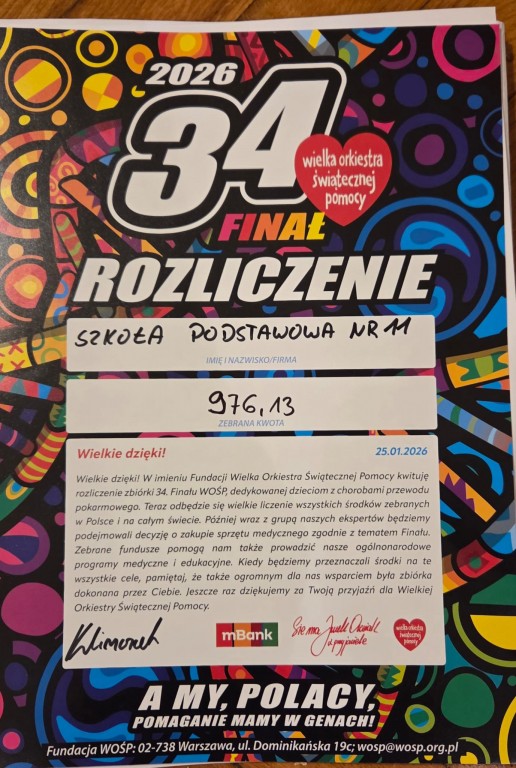 2026
34
FINAŁ
wielka orkiestra
świątecznej
pomocy
ROZLICZENIE
SZKOŁA PODSTAWOWA NR 11
IMIĘ I NAZWISKO/FIRMA
976,13
ZEBRANA KWOTA
Wielkie dzięki! 25.01.2026
Wielkie dzięki! W imieniu Fundacji Wielka Orkiestra Świątecznej Pomocy kwituję
rozliczenie zbiórki 34. Finału WOŚP, dedykowanej dzieciom z chorobami przewodu
pokarmowego. Teraz odbędzie się wielkie liczenie wszystkich środków zebranych
w Polsce i na całym świecie. Później wraz z grupą naszych ekspertów będziemy
podejmowali decyzję o zakupie sprzętu medycznego zgodnie z tematem Finału.
Zebrane fundusze pomogą nam także prowadzić nasze ogólnonarodowe
programy medyczne i edukacyjne. Kiedy będziemy przeznaczali środki na te
wszystkie cele, pamiętaj, że także ogromnym dla nas wsparciem była zbiórka
dokonana przez Ciebie. Jeszcze raz dziękujemy za Twoją przyjaźń dla Wielkiej
Orkiestry Świątecznej Pomocy.
mBank
Siema Jurek Owsiak
i przyjaciele
wielka orkiestra
świątecznej
pomocy
A MY, POLACY,
POMAGANIE MAMY W GENACH!
Fundacja WOŚP: 02-738 Warszawa, ul. Dominikańska 19c; wosp@wosp.org.pl